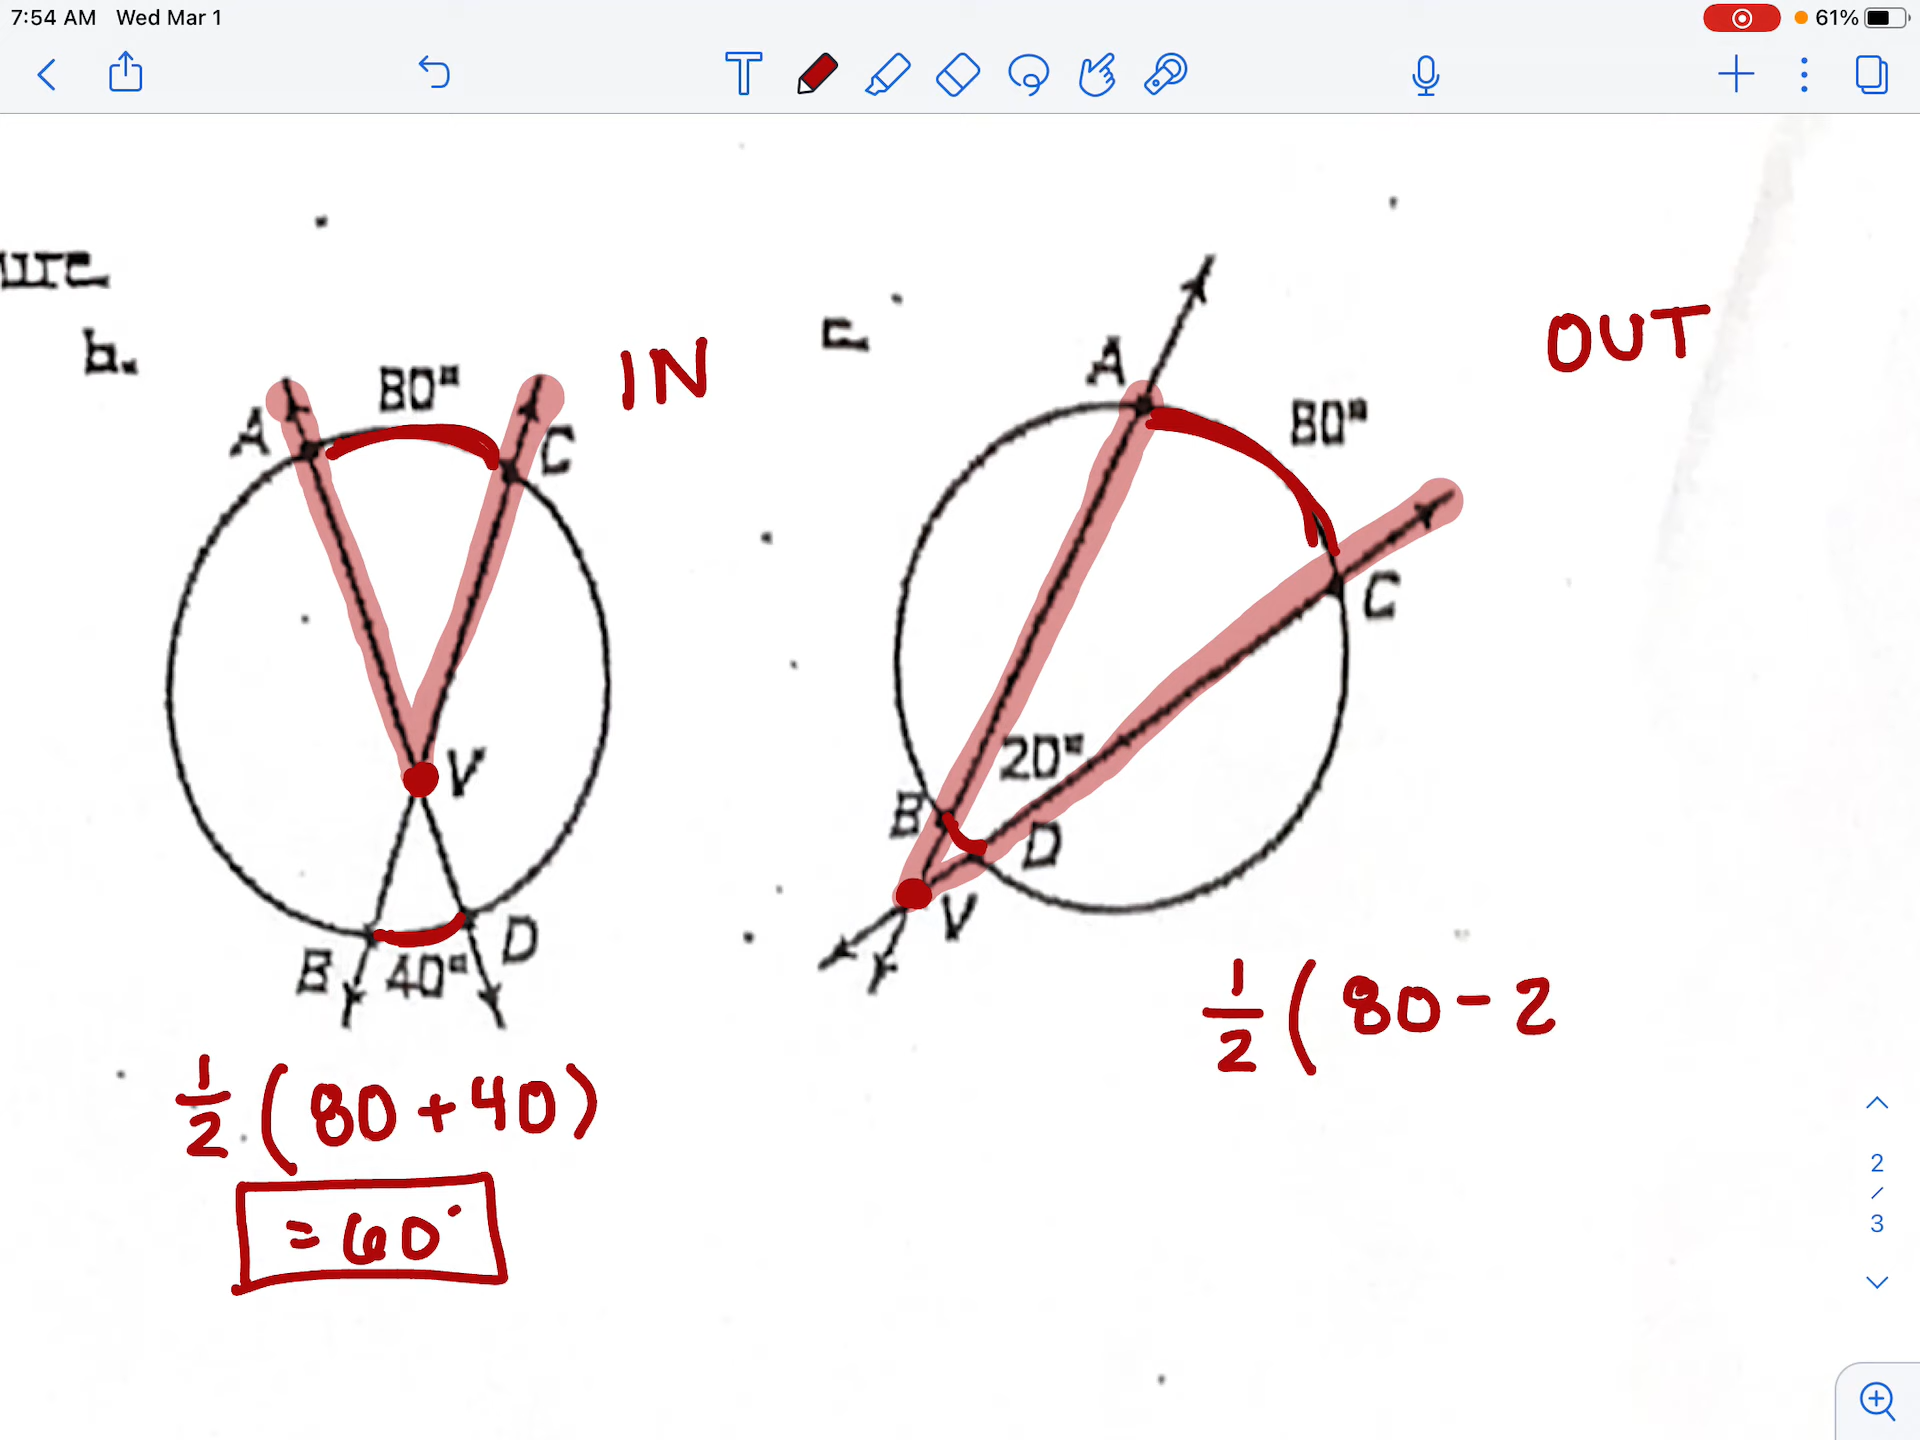 7:54 AM Wed Mar 1
61%
T
ure
b.
80°
IN
A
C
V
B
40°
D
1/2 (80+40)
= 60°
c
OUT
A
80°
C
20°
B
D
V
1/2 (80-2
2
/
3